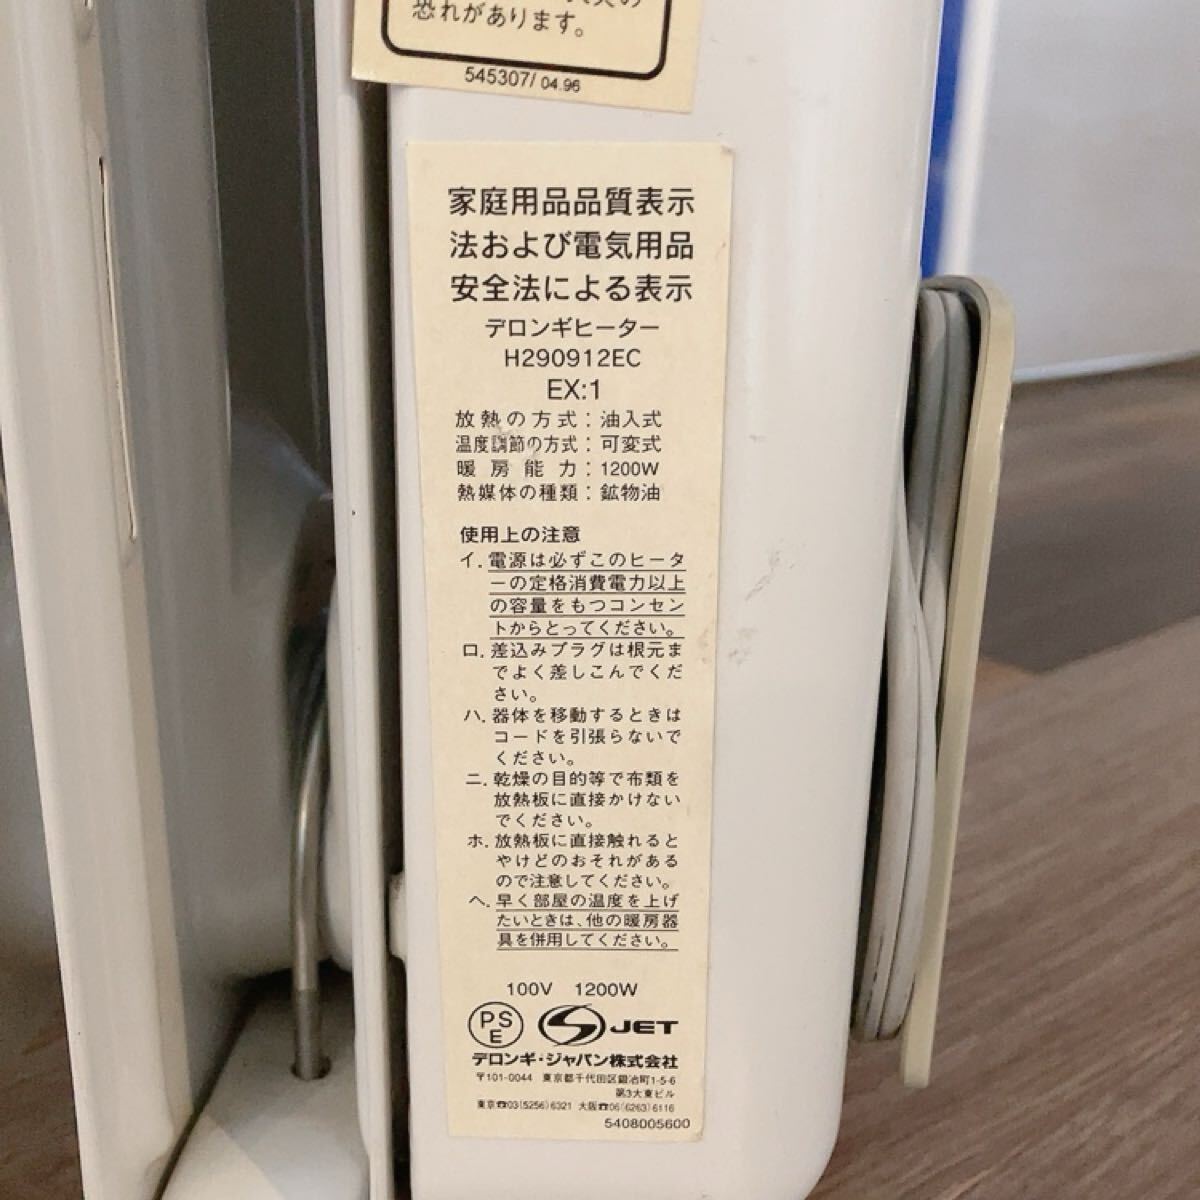 恐れがあります。
545307/ 04.96
家庭用品品質表示
法および電気用品
安全法による表示
デロンギヒーター
H290912EC
EX:1
放熱の方式：油入式
温度調節の方式：可変式
暖房能力：1200W
熱媒体の種類：鉱物油
使用上の注意
イ．電源は必ずこのヒータ
ーの定格消費電力以上
の容量をもつコンセン
トからとってください。
ロ．差込みプラグは根元ま
でよく差しこんでくだ
さい。
ハ．器体を移動するときは
コードを引張らないで
ください。
ニ．乾燥の目的等で布類を
放熱板に直接かけない
でください。
ホ．放熱板に直接触れると
やけどのおそれがある
ので注意してください。
ヘ．早く部屋の温度を上げ
たいときは、他の暖房器
具を併用してください。
100V 1200W
PS
E
JET
デロンギ・ジャパン株式会社
〒101-0044 東京都千代田区鍛冶町1-5-6
第3大東ビル
東京☎03(5256)6321 大阪☎06(6263)6116
5408005600